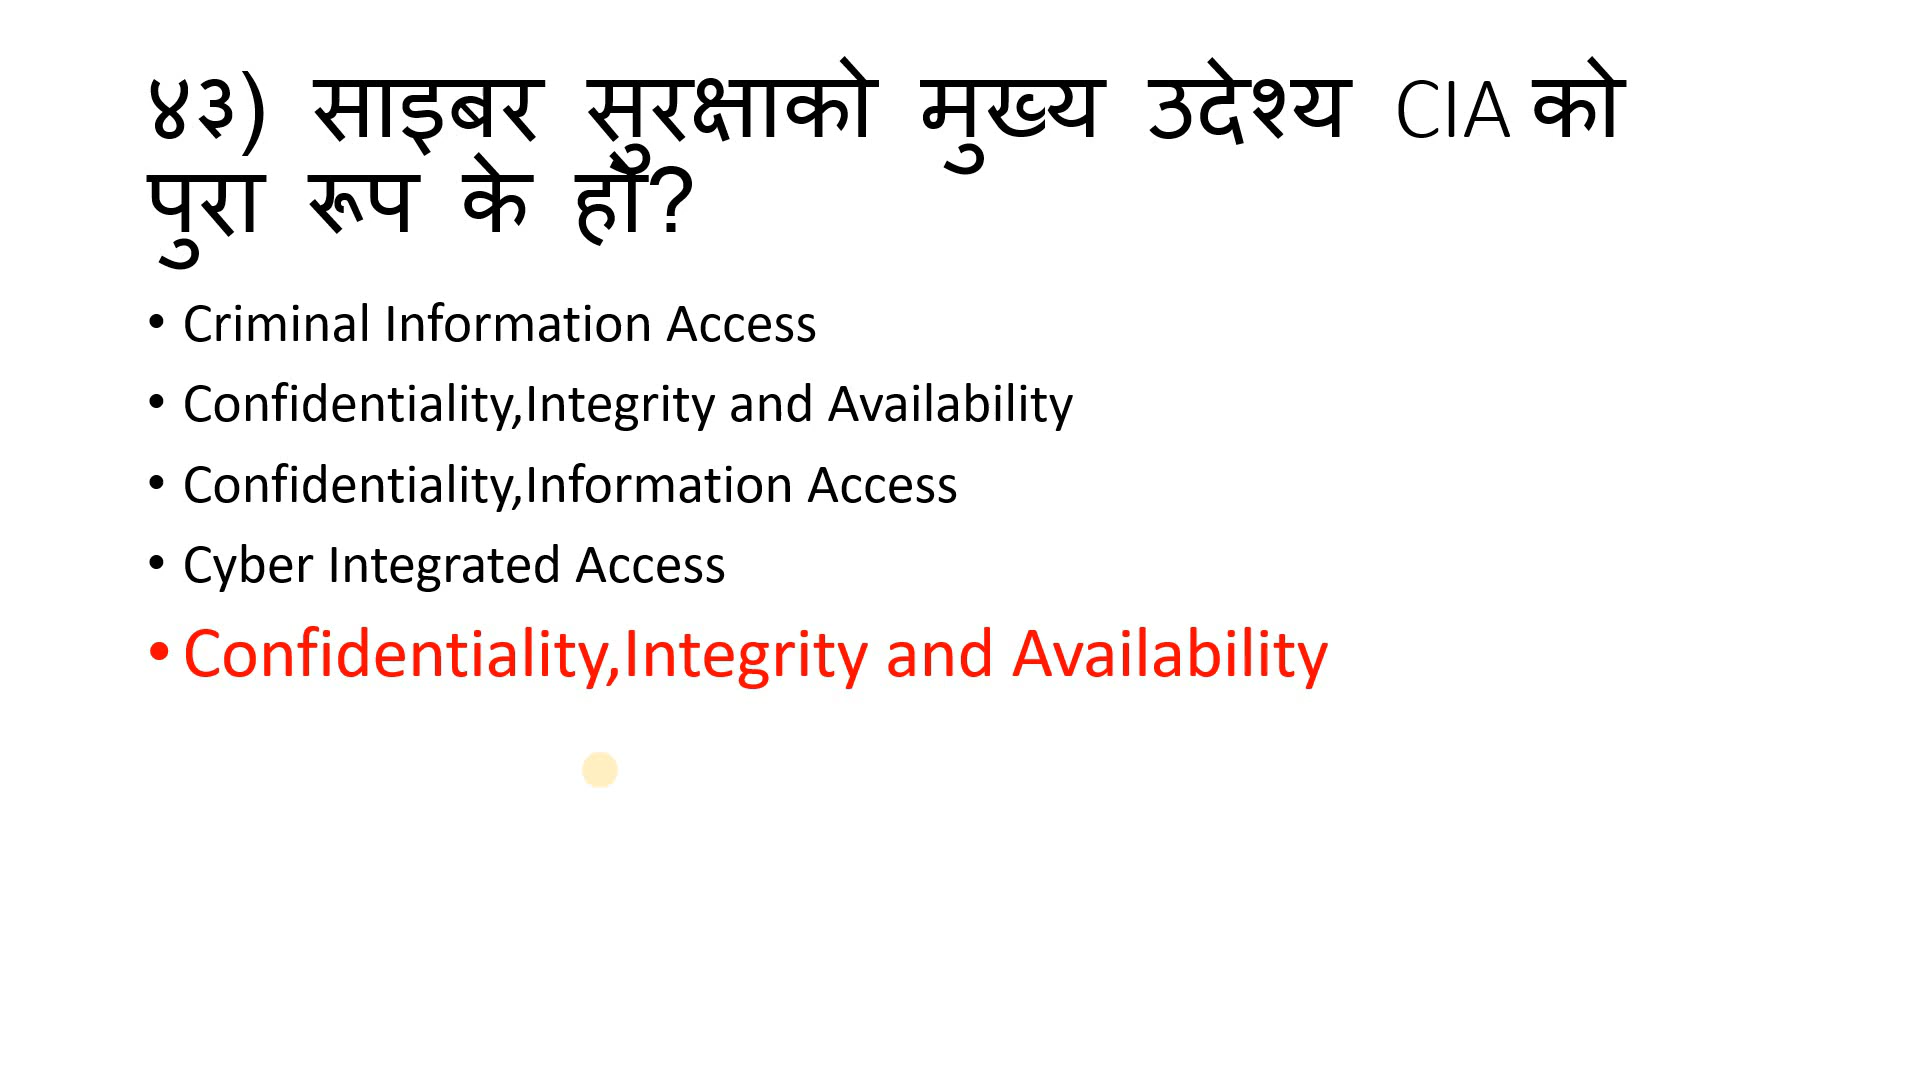 ४३) साइबर सुरक्षाको मुख्य उदेश्य CIA को
पुरा रूप के हो?
• Criminal Information Access
• Confidentiality,Integrity and Availability
• Confidentiality,Information Access
• Cyber Integrated Access
• Confidentiality,Integrity and Availability